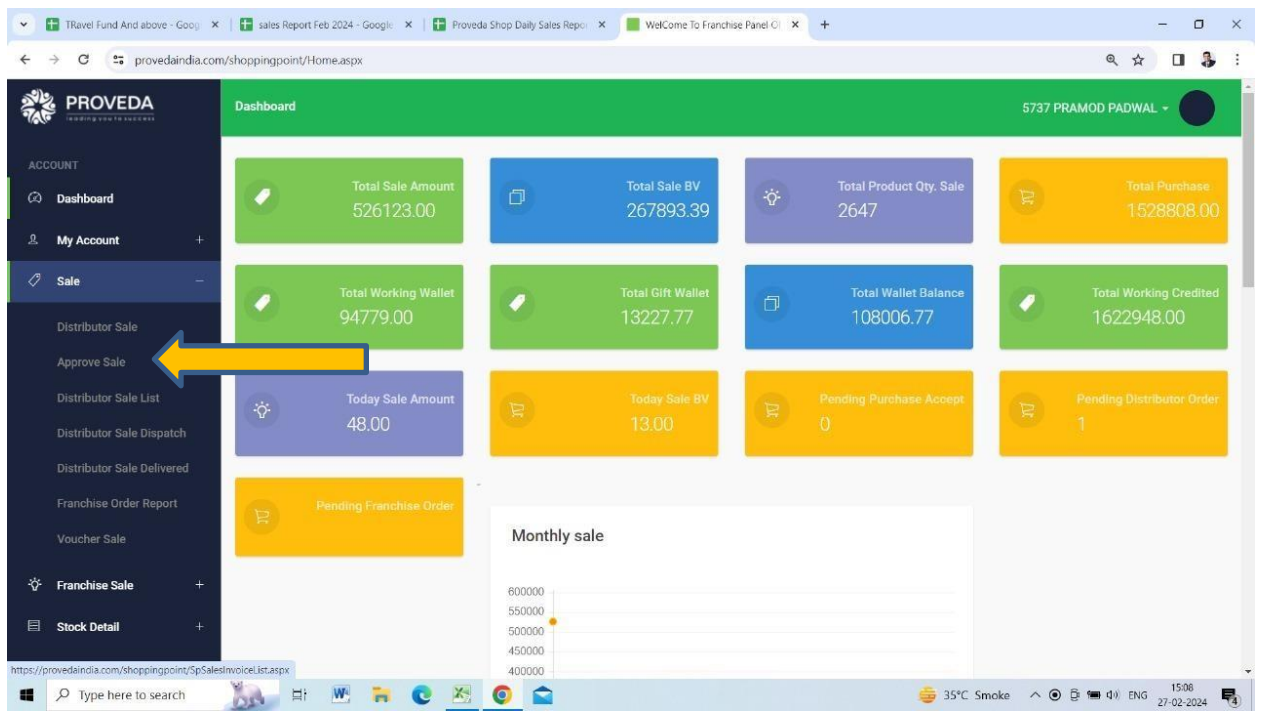 TRavel Fund And above - Goog
sales Report Feb 2024 - Google
Proveda Shop Daily Sales Repor
WelCome To Franchise Panel Of
provedaindia.com/shoppingpoint/Home.aspx
PROVEDA
leading you to success
Dashboard
5737 PRAMOD PADWAL
ACCOUNT
Dashboard
My Account +
Sale −
Distributor Sale
Approve Sale
Distributor Sale List
Distributor Sale Dispatch
Distributor Sale Delivered
Franchise Order Report
Voucher Sale
Franchise Sale +
Stock Detail +
Total Sale Amount
526123.00
Total Sale BV
267893.39
Total Product Qty. Sale
2647
Total Purchase
1528808.00
Total Working Wallet
94779.00
Total Gift Wallet
13227.77
Total Wallet Balance
108006.77
Total Working Credited
1622948.00
Today Sale Amount
48.00
Today Sale BV
13.00
Pending Purchase Accept
0
Pending Distributor Order
1
Pending Franchise Order
Monthly sale
600000
550000
500000
450000
400000
https://provedaindia.com/shoppingpoint/SpSalesInvoiceList.aspx
Type here to search
35°C Smoke
ENG
15:08
27-02-2024
4